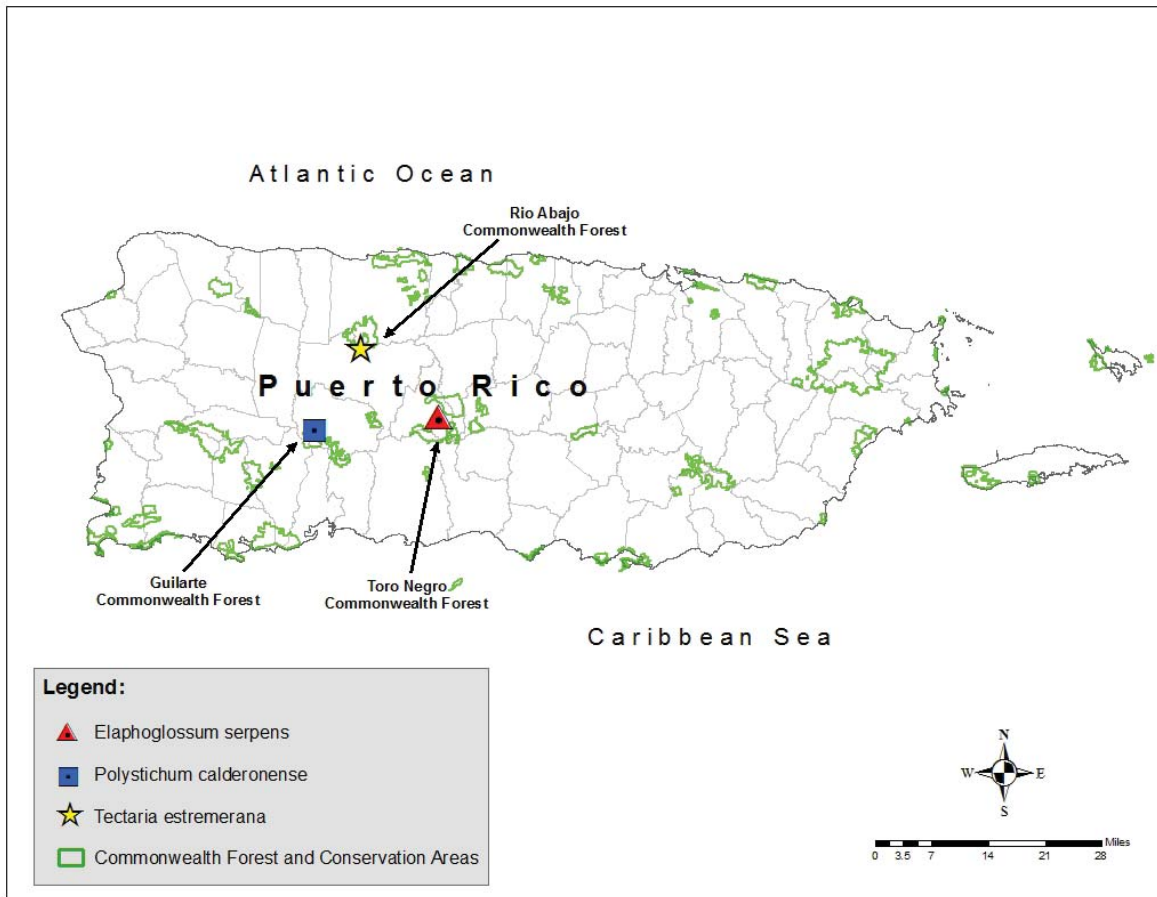 Atlantic Ocean
Rio Abajo
Commonwealth Forest
Puerto Rico
Guilarte
Commonwealth Forest
Toro Negro
Commonwealth Forest
Caribbean Sea
Legend:
Elaphoglossum serpens
Polystichum calderonense
Tectaria estremerana
Commonwealth Forest and Conservation Areas
N
W E
S
Miles
0 3.5 7 14 21 28